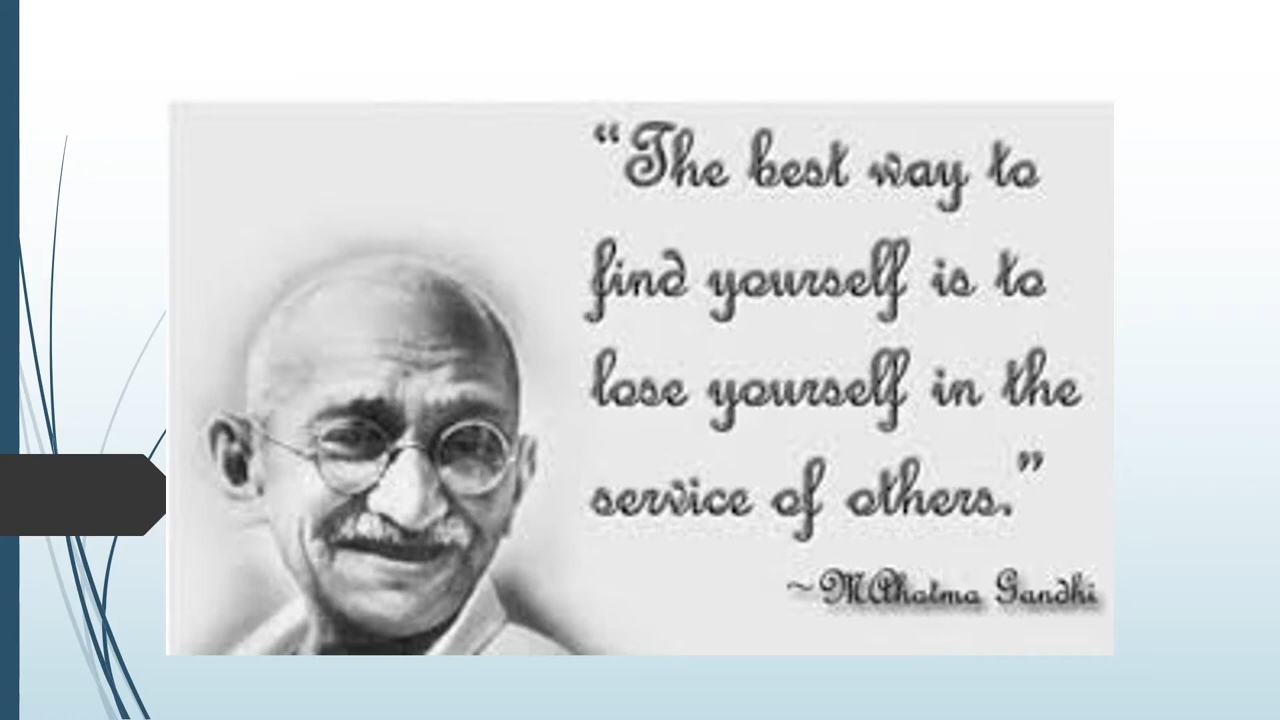 “The best way to
find yourself is to
lose yourself in the
service of others.”
~MAhatma Gandhi